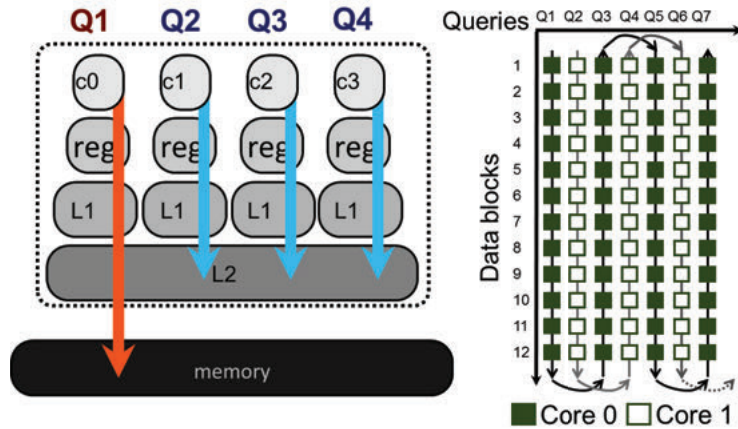 Q1 Q2 Q3 Q4
c0 c1 c2 c3
reg reg reg reg
L1 L1 L1 L1
L2
memory
Queries Q1 Q2 Q3 Q4 Q5 Q6 Q7
Data blocks
1
2
3
4
5
6
7
8
9
10
11
12
Core 0 Core 1